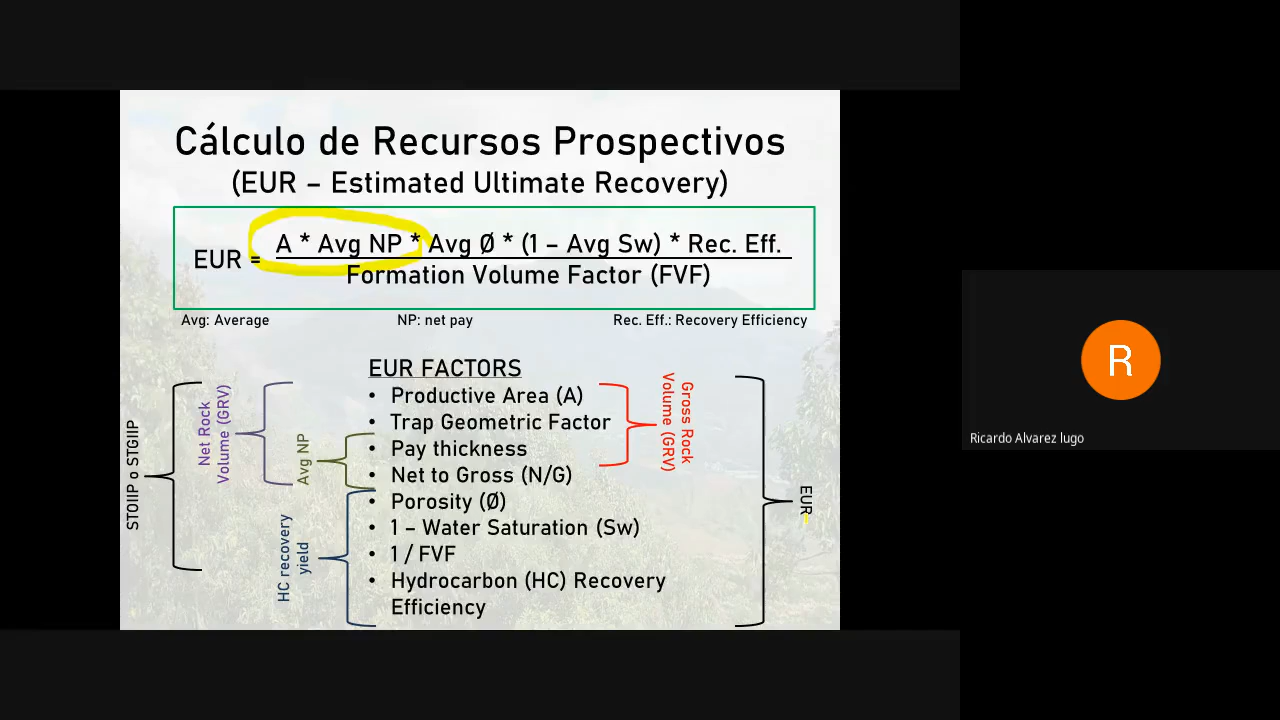 Cálculo de Recursos Prospectivos
(EUR – Estimated Ultimate Recovery)
A * Avg NP * Avg Ø * (1 – Avg Sw) * Rec. Eff.
EUR =
Formation Volume Factor (FVF)
Avg: Average NP: net pay Rec. Eff.: Recovery Efficiency
EUR FACTORS
• Productive Area (A)
• Trap Geometric Factor
• Pay thickness
• Net to Gross (N/G)
• Porosity (Ø)
• 1 – Water Saturation (Sw)
• 1 / FVF
• Hydrocarbon (HC) Recovery
Efficiency
STOIIP o STGIIP
Net Rock
Volume (GRV)
Avg NP
HC recovery
yield
Gross Rock
Volume (GRV)
EUR
R
Ricardo Alvarez lugo